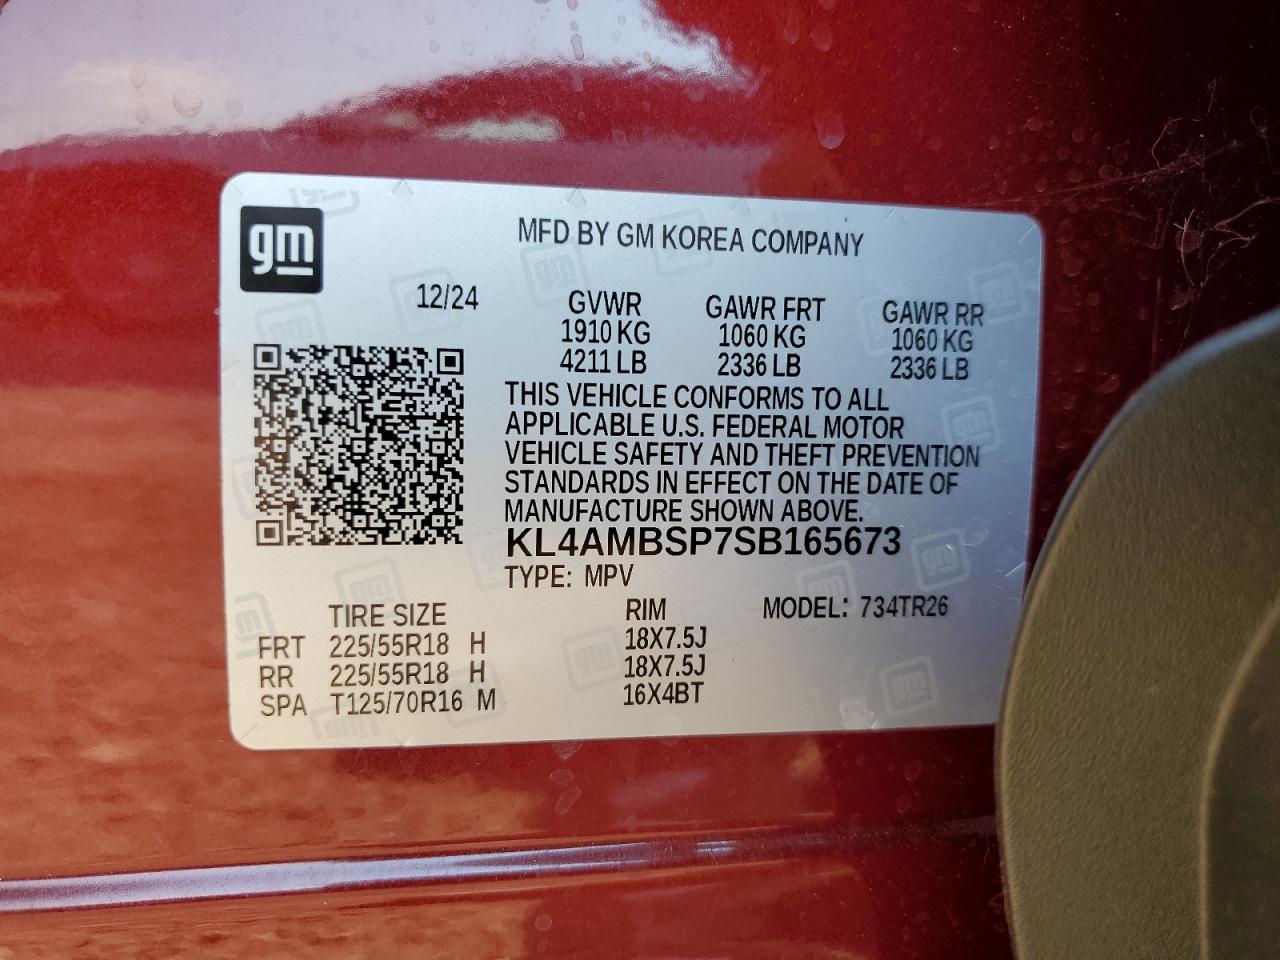 gm
MFD BY GM KOREA COMPANY
12/24 GVWR GAWR FRT GAWR RR
1910 KG 1060 KG 1060 KG
4211 LB 2336 LB 2336 LB
THIS VEHICLE CONFORMS TO ALL
APPLICABLE U.S. FEDERAL MOTOR
VEHICLE SAFETY AND THEFT PREVENTION
STANDARDS IN EFFECT ON THE DATE OF
MANUFACTURE SHOWN ABOVE.
KL4AMBSP7SB165673
TYPE: MPV
TIRE SIZE RIM MODEL: 734TR26
FRT 225/55R18 H 18X7.5J
RR 225/55R18 H 18X7.5J
SPA T125/70R16 M 16X4BT